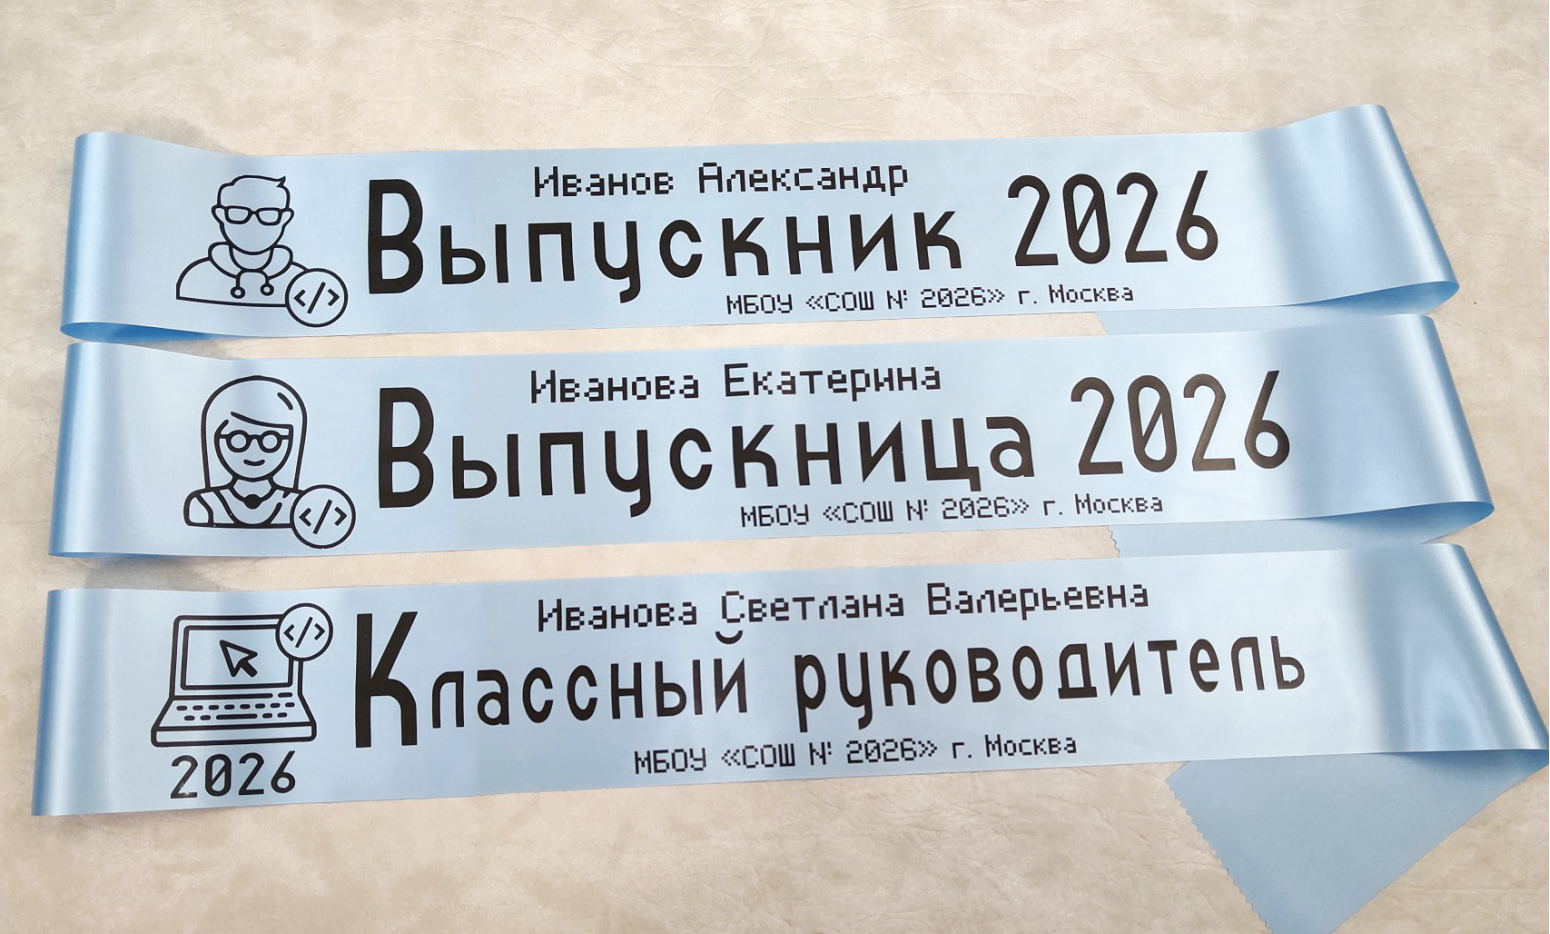 Иванов Александр
Выпускник 2026
МБОУ «СОШ № 2026» г. Москва
</>
Иванова Екатерина
Выпускница 2026
МБОУ «СОШ № 2026» г. Москва
</>
</>
Иванова Светлана Валерьевна
Классный руководитель
МБОУ «СОШ № 2026» г. Москва
2026